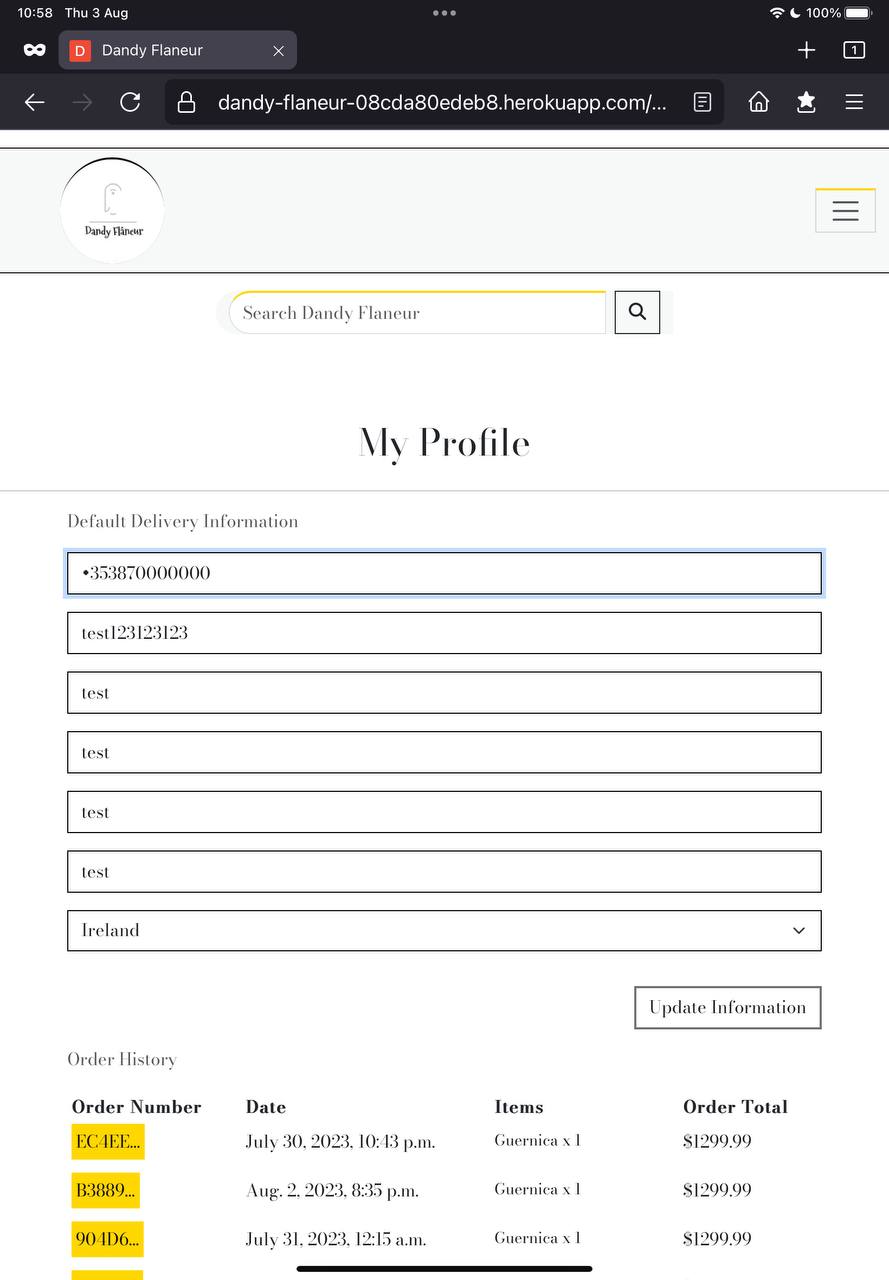 10:58 Thu 3 Aug 100%
D Dandy Flaneur 1
dandy-flaneur-08cda80edeb8.herokuapp.com/...
Dandy Flâneur
Search Dandy Flaneur
My Profile
Default Delivery Information
+353870000000
test123123123
test
test
test
test
Ireland
Update Information
Order History
Order Number Date Items Order Total
EC4EE... July 30, 2023, 10:43 p.m. Guernica x 1 $1299.99
B3889... Aug. 2, 2023, 8:35 p.m. Guernica x 1 $1299.99
904D6... July 31, 2023, 12:15 a.m. Guernica x 1 $1299.99